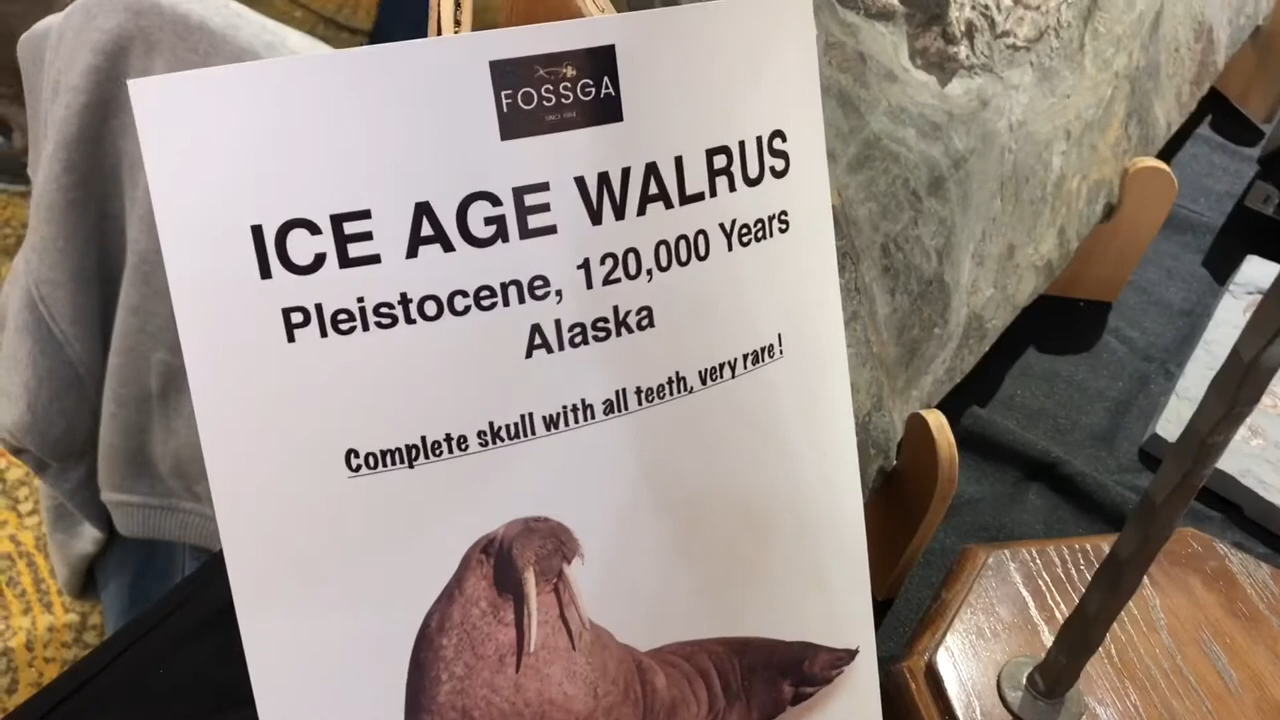 FOSSGA
SINCE 1984
ICE AGE WALRUS
Pleistocene, 120,000 Years
Alaska
Complete skull with all teeth, very rare!